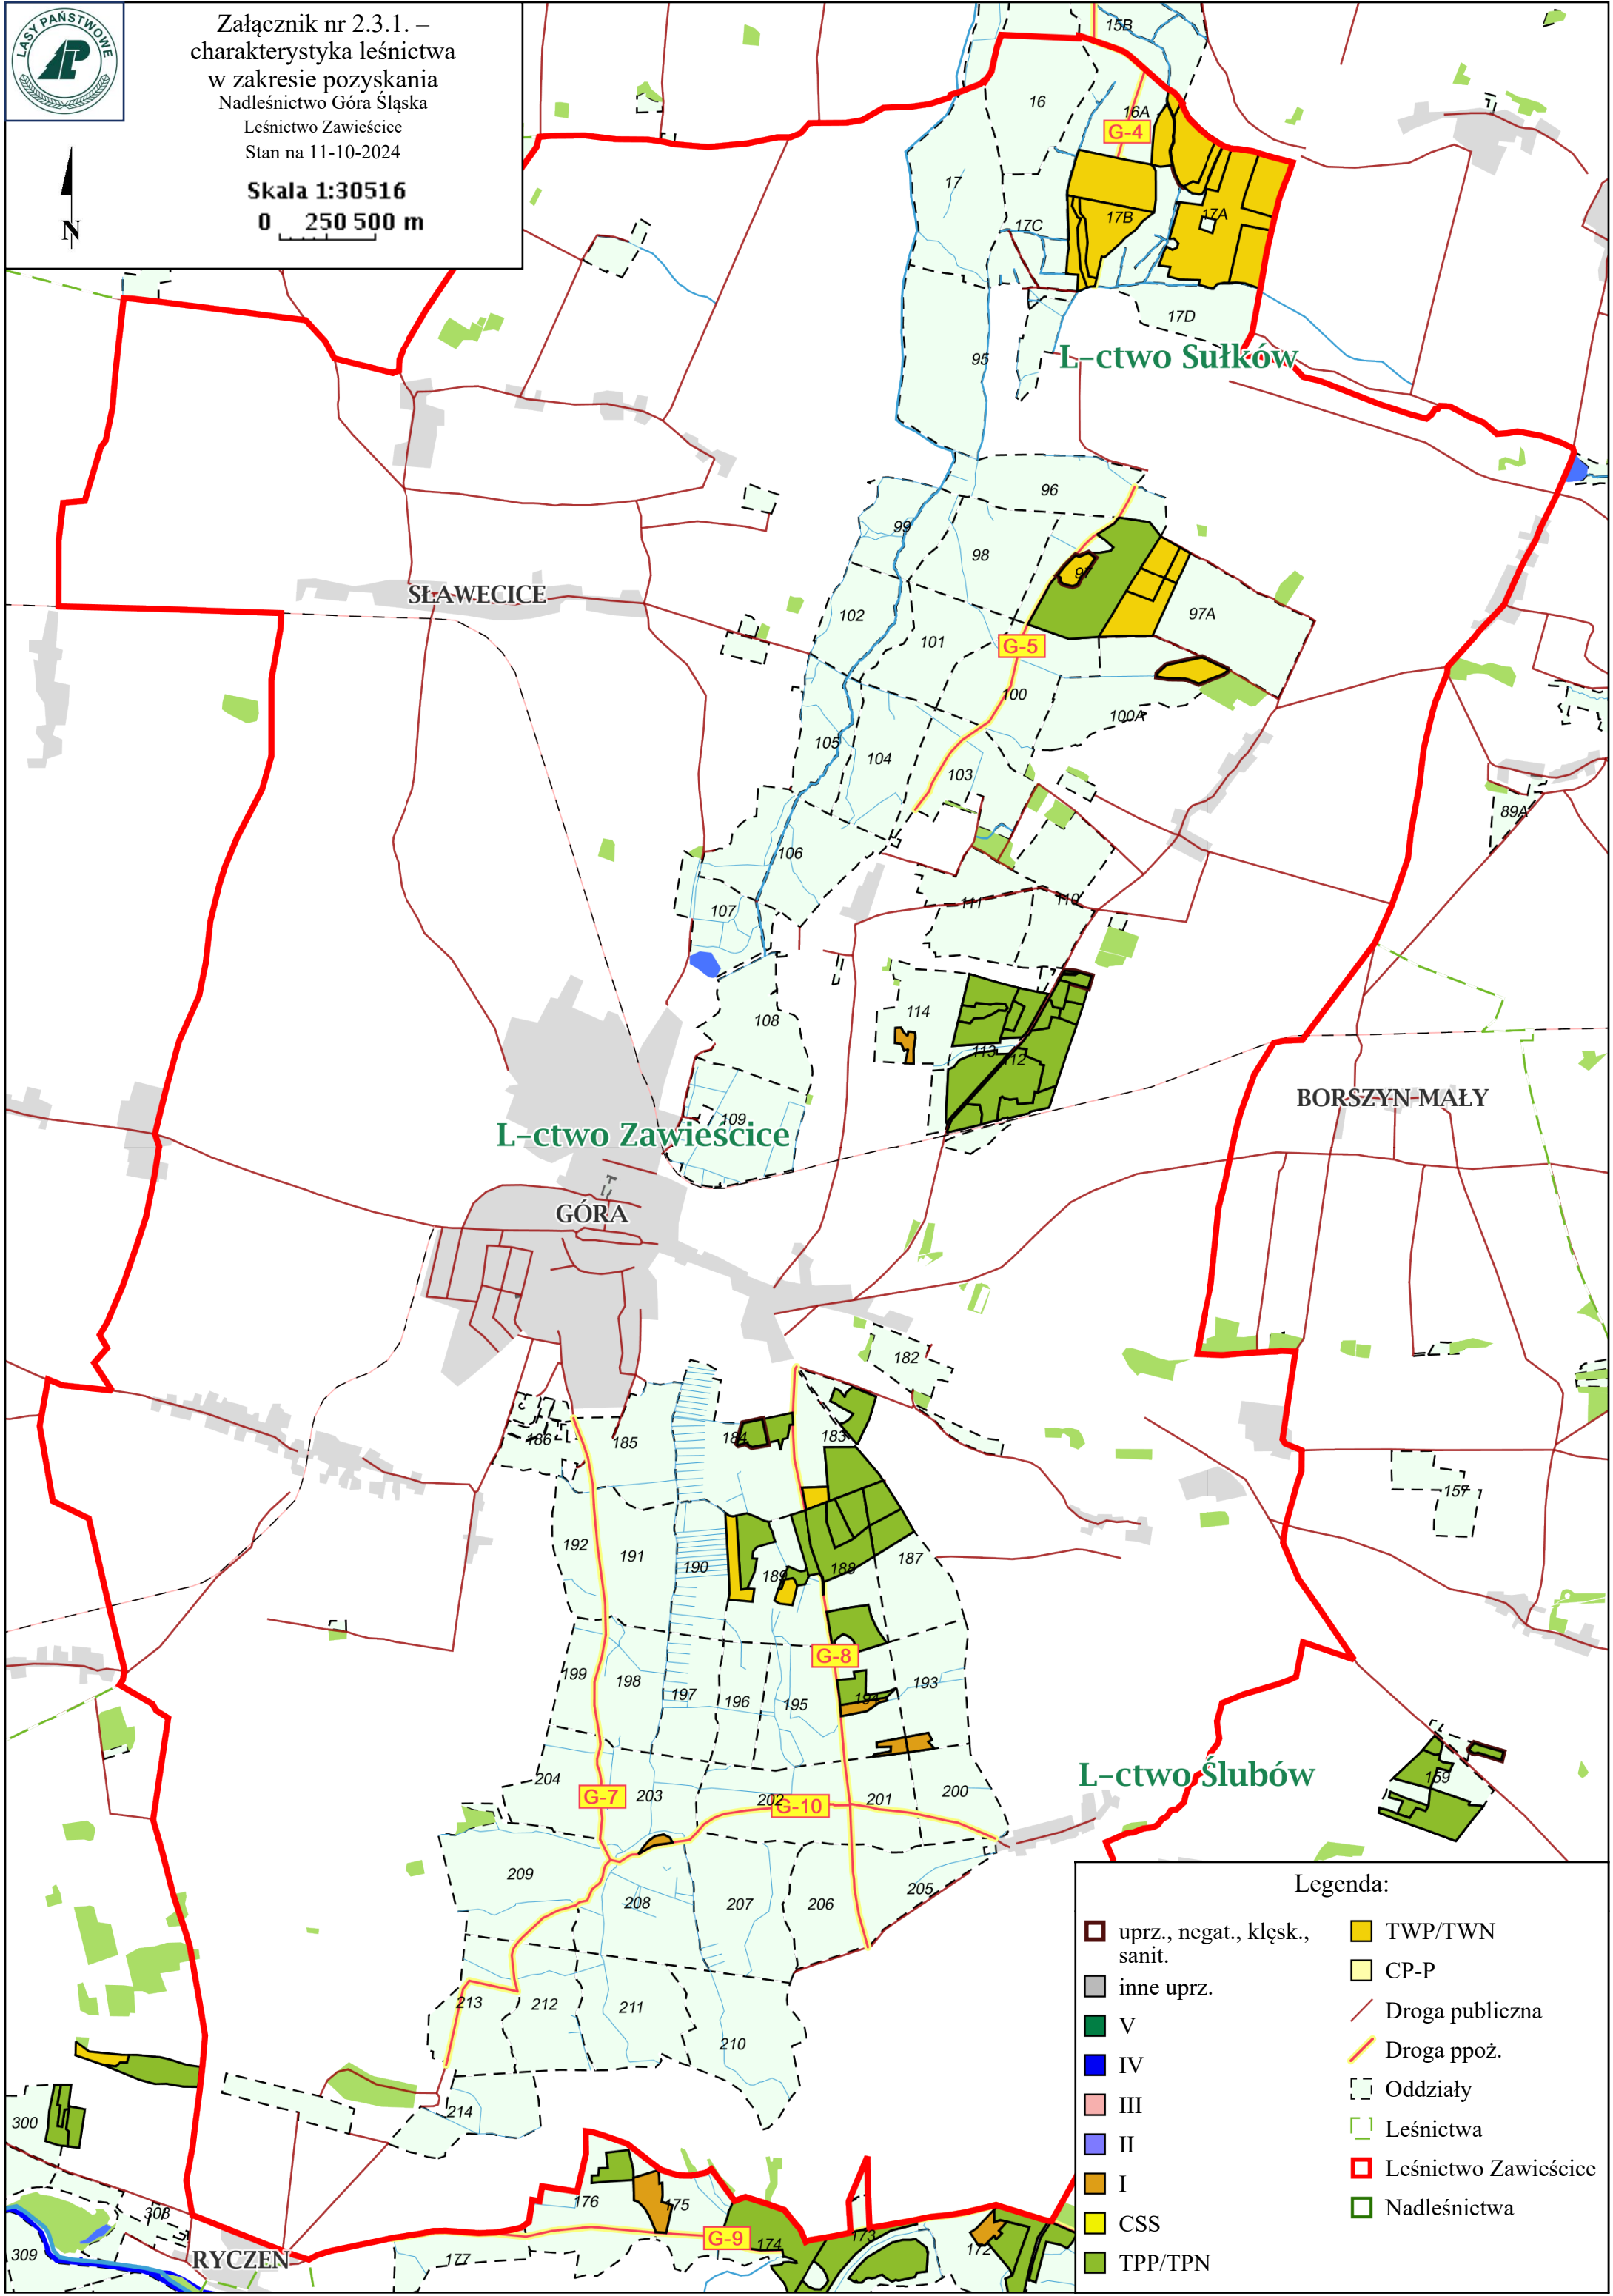 LASY PAŃSTWOWE
Załącznik nr 2.3.1. –
charakterystyka leśnictwa
w zakresie pozyskania
Nadleśnictwo Góra Śląska
Leśnictwo Zawieścice
Stan na 11-10-2024
N
Skala 1:30516
0 250 500 m
15B
16
16A
G-4
17
17C
17B
17A
17D
L-ctwo Sułków
95
96
99
98
97
97A
SŁAWECICE
102
101
G-5
100
100A
105
104
103
89A
106
107
111
110
108
114
113
112
BORSZYN MAŁY
109
L-ctwo Zawieścice
GÓRA
182
186
185
184
183
157
192
191
190
189
188
187
G-8
199
198
197
196
195
194
193
L-ctwo Ślubów
159
204
G-7
203
202
G-10
201
200
209
208
207
206
205
213
212
211
210
214
300
308
309
RYCZEŃ
176
175
177
G-9
174
173
172
Legenda:
uprz., negat., klęsk.,
sanit.
inne uprz.
V
IV
III
II
I
CSS
TPP/TPN
TWP/TWN
CP-P
Droga publiczna
Droga ppoż.
Oddziały
Leśnictwa
Leśnictwo Zawieścice
Nadleśnictwa